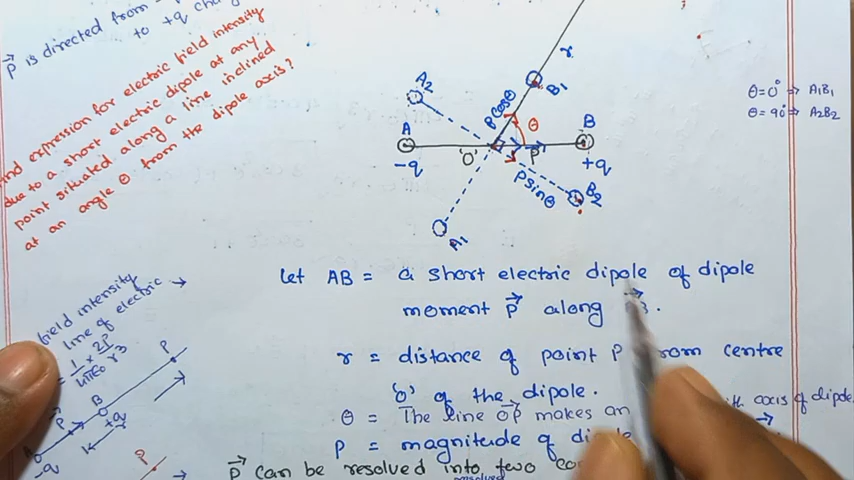 P⃗ is directed from
to +q cha
ind expression for electric field intensity
due to a short electric dipole at any
point situated along a line inclined
at an angle θ from the dipole axis?
A2
B1
r
P cosθ
θ
A
B
'O'
P⃗
-q
+q
P sinθ
B2
A1
θ=0° ⇒ A1B1
θ=90° ⇒ A2B2
Let AB = a short electric dipole of dipole
moment P⃗ along
r = distance of point P from centre
'O' of the dipole.
θ = The line OP⃗ makes an with axis of dipole
P = magnitude of
P⃗ can be resolved into two
field intensity
line of electric
= 1/4πε0 × 2P/r3
P
B
P⃗
+q
A
-q
P